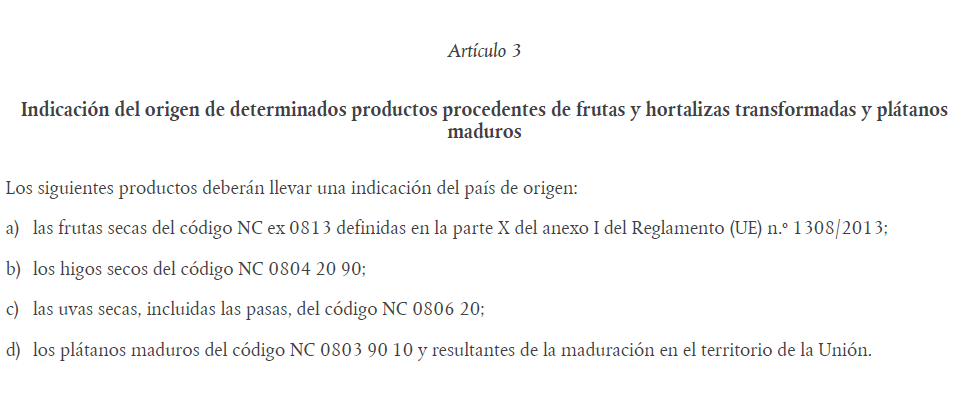 Artículo 3
Indicación del origen de determinados productos procedentes de frutas y hortalizas transformadas y plátanos
maduros
Los siguientes productos deberán llevar una indicación del país de origen:
a) las frutas secas del código NC ex 0813 definidas en la parte X del anexo I del Reglamento (UE) n.º 1308/2013;
b) los higos secos del código NC 0804 20 90;
c) las uvas secas, incluidas las pasas, del código NC 0806 20;
d) los plátanos maduros del código NC 0803 90 10 y resultantes de la maduración en el territorio de la Unión.